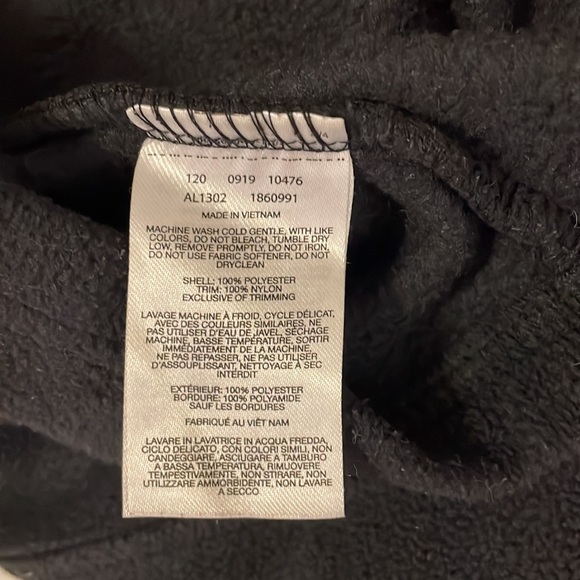 120 0919 10476
AL1302 1860991
MADE IN VIETNAM
MACHINE WASH COLD GENTLE, WITH LIKE
COLORS, DO NOT BLEACH, TUMBLE DRY
LOW, REMOVE PROMPTLY, DO NOT IRON,
DO NOT USE FABRIC SOFTENER, DO NOT
DRYCLEAN
SHELL: 100% POLYESTER
TRIM: 100% NYLON
EXCLUSIVE OF TRIMMING
LAVAGE MACHINE À FROID, CYCLE DÉLICAT,
AVEC DES COULEURS SIMILAIRES, NE
PAS UTILISER D'EAU DE JAVEL, SÉCHAGE
MACHINE, BASSE TEMPÉRATURE, SORTIR
IMMÉDIATEMENT DE LA MACHINE,
NE PAS REPASSER, NE PAS UTILISER
D'ASSOUPLISSANT, NETTOYAGE À SEC
INTERDIT
EXTÉRIEUR: 100% POLYESTER
BORDURE: 100% POLYAMIDE
SAUF LES BORDURES
FABRIQUÉ AU VIÊT NAM
LAVARE IN LAVATRICE IN ACQUA FREDDA,
CICLO DELICATO, CON COLORI SIMILI, NON
CANDEGGIARE, ASCIUGARE A TAMBURO
A BASSA TEMPERATURA, RIMUOVERE
TEMPESTIVAMENTE, NON STIRARE, NON
UTILIZZARE AMMORBIDENTE, NON LAVARE
A SECCO